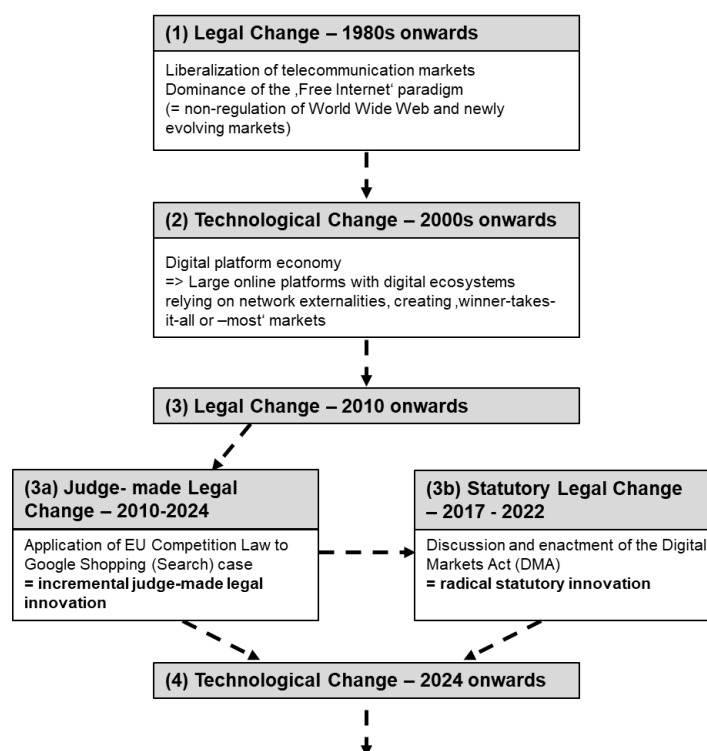 (1) Legal Change – 1980s onwards
Liberalization of telecommunication markets
Dominance of the ‚Free Internet‘ paradigm
(= non-regulation of World Wide Web and newly
evolving markets)
(2) Technological Change – 2000s onwards
Digital platform economy
=> Large online platforms with digital ecosystems
relying on network externalities, creating ‚winner-takes-
it-all or –most‘ markets
(3) Legal Change – 2010 onwards
(3a) Judge- made Legal
Change – 2010-2024
Application of EU Competition Law to
Google Shopping (Search) case
= incremental judge-made legal
innovation
(3b) Statutory Legal Change
– 2017 - 2022
Discussion and enactment of the Digital
Markets Act (DMA)
= radical statutory innovation
(4) Technological Change – 2024 onwards